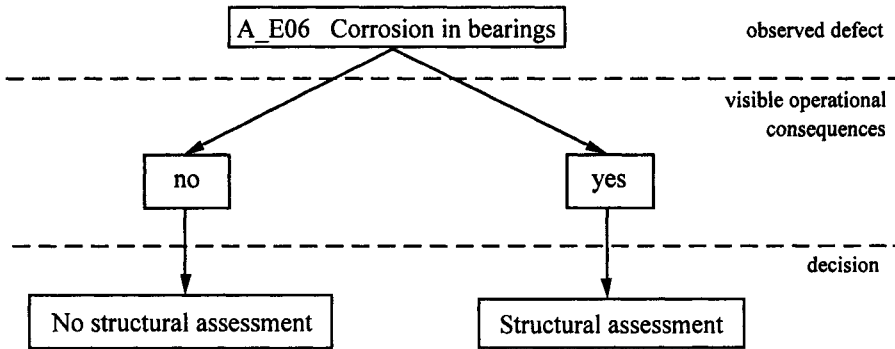 A_E06 Corrosion in bearings
observed defect
visible operational
consequences
no
yes
decision
No structural assessment
Structural assessment